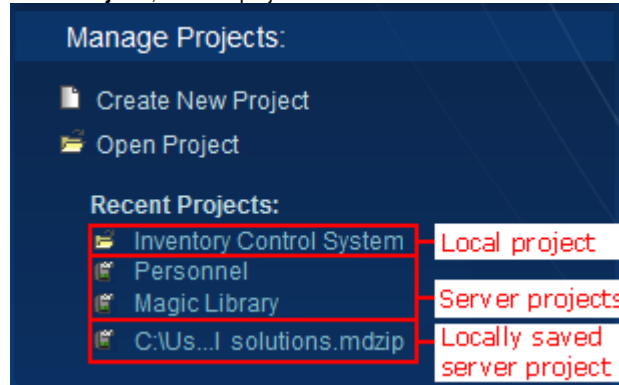 Manage Projects:
Create New Project
Open Project
Recent Projects:
Inventory Control System
Local project
Personnel
Magic Library
Server projects
C:\Us...l solutions.mdzip
Locally saved
server project